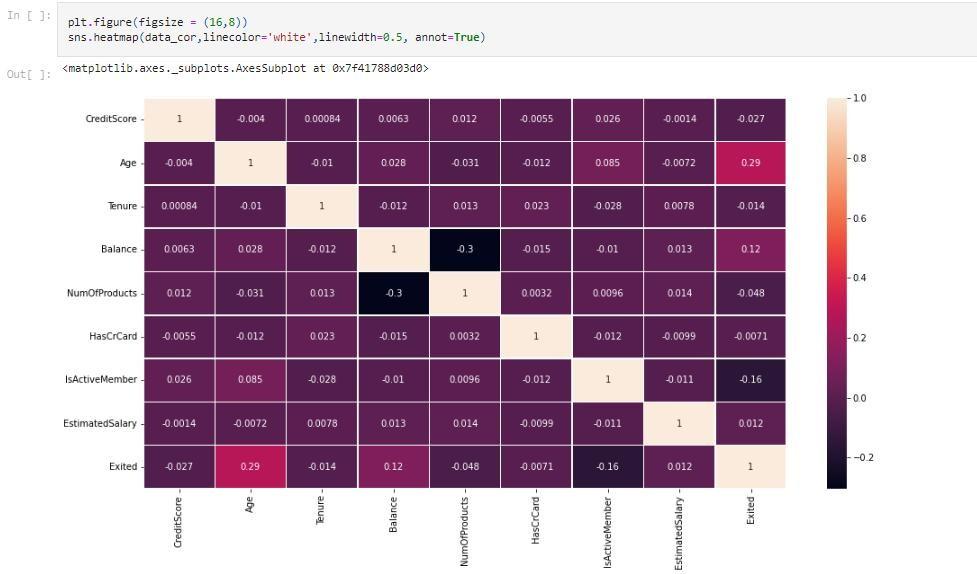 In [ ]:
plt.figure(figsize = (16,8))
sns.heatmap(data_cor,linecolor='white',linewidth=0.5, annot=True)
Out[ ]:
<matplotlib.axes._subplots.AxesSubplot at 0x7f41788d03d0>
CreditScore 1 -0.004 0.00084 0.0063 0.012 -0.0055 0.026 -0.0014 -0.027
Age -0.004 1 -0.01 0.028 -0.031 -0.012 0.085 -0.0072 0.29
Tenure 0.00084 -0.01 1 -0.012 0.013 0.023 -0.028 0.0078 -0.014
Balance 0.0063 0.028 -0.012 1 -0.3 -0.015 -0.01 0.013 0.12
NumOfProducts 0.012 -0.031 0.013 -0.3 1 0.0032 0.0096 0.014 -0.048
HasCrCard -0.0055 -0.012 0.023 -0.015 0.0032 1 -0.012 -0.0099 -0.0071
IsActiveMember 0.026 0.085 -0.028 -0.01 0.0096 -0.012 1 -0.011 -0.16
EstimatedSalary -0.0014 -0.0072 0.0078 0.013 0.014 -0.0099 -0.011 1 0.012
Exited -0.027 0.29 -0.014 0.12 -0.048 -0.0071 -0.16 0.012 1
CreditScore
Age
Tenure
Balance
NumOfProducts
HasCrCard
IsActiveMember
EstimatedSalary
Exited
1.0
0.8
0.6
0.4
0.2
0.0
−0.2